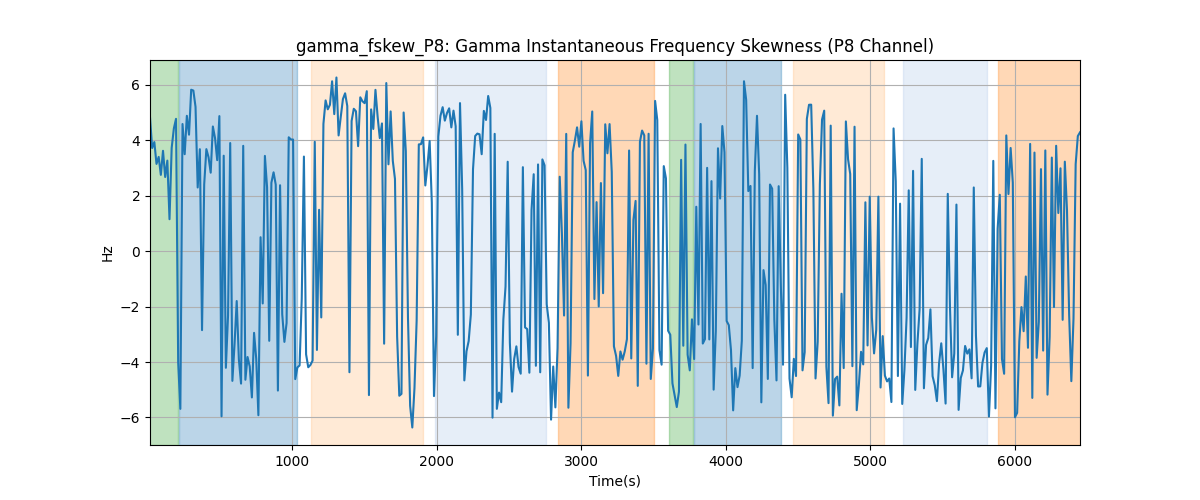 gamma_fskew_P8: Gamma Instantaneous Frequency Skewness (P8 Channel)
6
4
2
0
−2
−4
−6
Hz
1000 2000 3000 4000 5000 6000
Time(s)